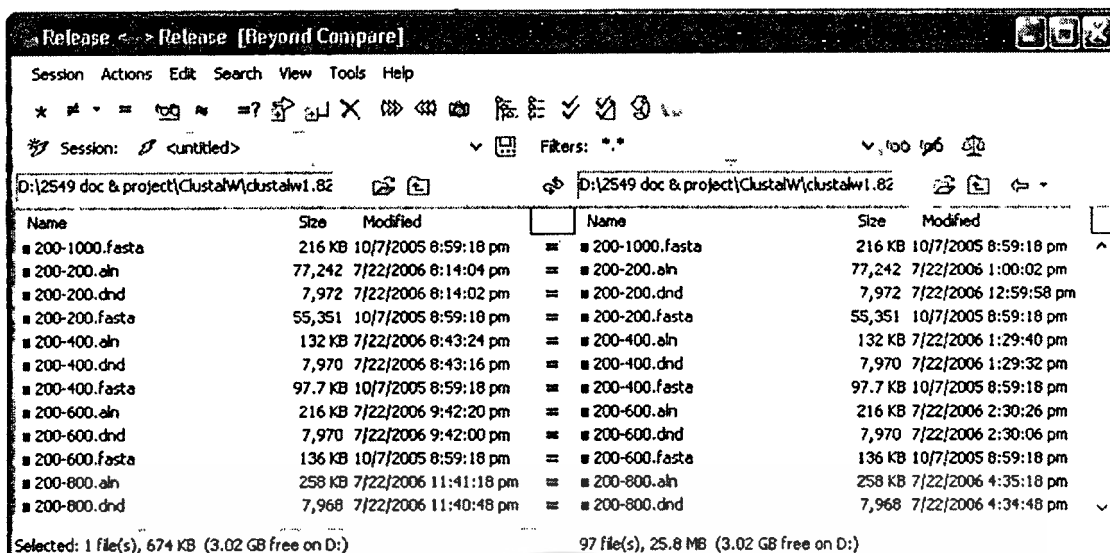 Release <--> Release [Beyond Compare]
Session Actions Edit Search View Tools Help
Session: <untitled> Filters: *.*
D:\2549 doc & project\ClustalW\clustalw1.82 D:\2549 doc & project\ClustalW\clustalw1.82
Name Size Modified Name Size Modified
200-1000.fasta 216 KB 10/7/2005 8:59:18 pm = 200-1000.fasta 216 KB 10/7/2005 8:59:18 pm
200-200.aln 77,242 7/22/2006 8:14:04 pm = 200-200.aln 77,242 7/22/2006 1:00:02 pm
200-200.dnd 7,972 7/22/2006 8:14:02 pm = 200-200.dnd 7,972 7/22/2006 12:59:58 pm
200-200.fasta 55,351 10/7/2005 8:59:18 pm = 200-200.fasta 55,351 10/7/2005 8:59:18 pm
200-400.aln 132 KB 7/22/2006 8:43:24 pm = 200-400.aln 132 KB 7/22/2006 1:29:40 pm
200-400.dnd 7,970 7/22/2006 8:43:16 pm = 200-400.dnd 7,970 7/22/2006 1:29:32 pm
200-400.fasta 97.7 KB 10/7/2005 8:59:18 pm = 200-400.fasta 97.7 KB 10/7/2005 8:59:18 pm
200-600.aln 216 KB 7/22/2006 9:42:20 pm = 200-600.aln 216 KB 7/22/2006 2:30:26 pm
200-600.dnd 7,970 7/22/2006 9:42:00 pm = 200-600.dnd 7,970 7/22/2006 2:30:06 pm
200-600.fasta 136 KB 10/7/2005 8:59:18 pm = 200-600.fasta 136 KB 10/7/2005 8:59:18 pm
200-800.aln 258 KB 7/22/2006 11:41:18 pm = 200-800.aln 258 KB 7/22/2006 4:35:18 pm
200-800.dnd 7,968 7/22/2006 11:40:48 pm = 200-800.dnd 7,968 7/22/2006 4:34:48 pm
Selected: 1 file(s), 674 KB (3.02 GB free on D:) 97 file(s), 25.8 MB (3.02 GB free on D:)